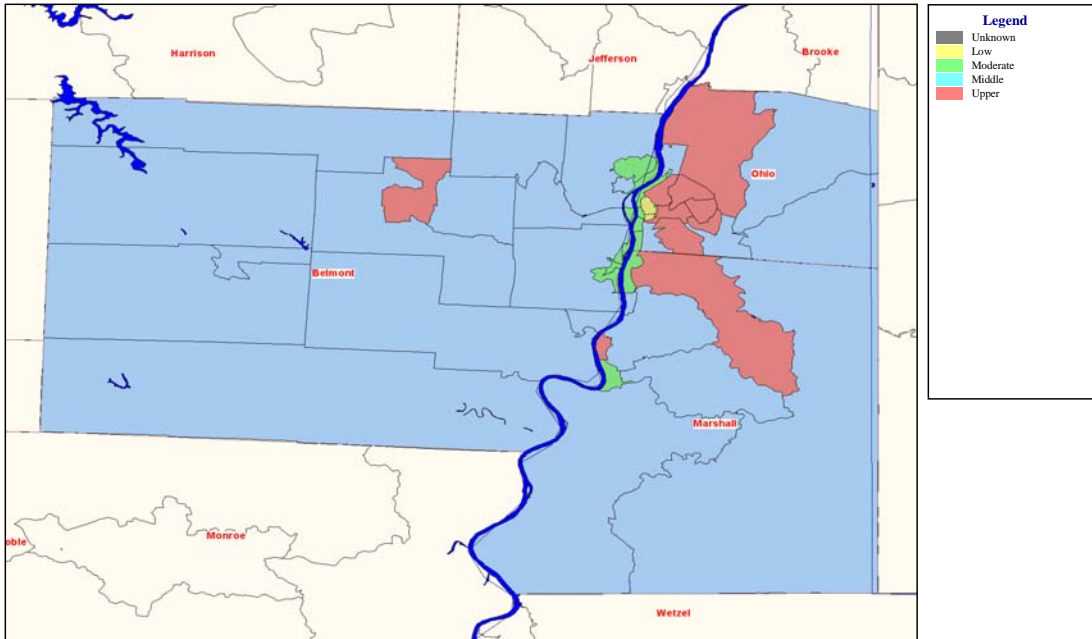 Harrison
Jefferson
Brooke
Ohio
Belmont
Marshall
oble
Monroe
Wetzel
Legend
Unknown
Low
Moderate
Middle
Upper